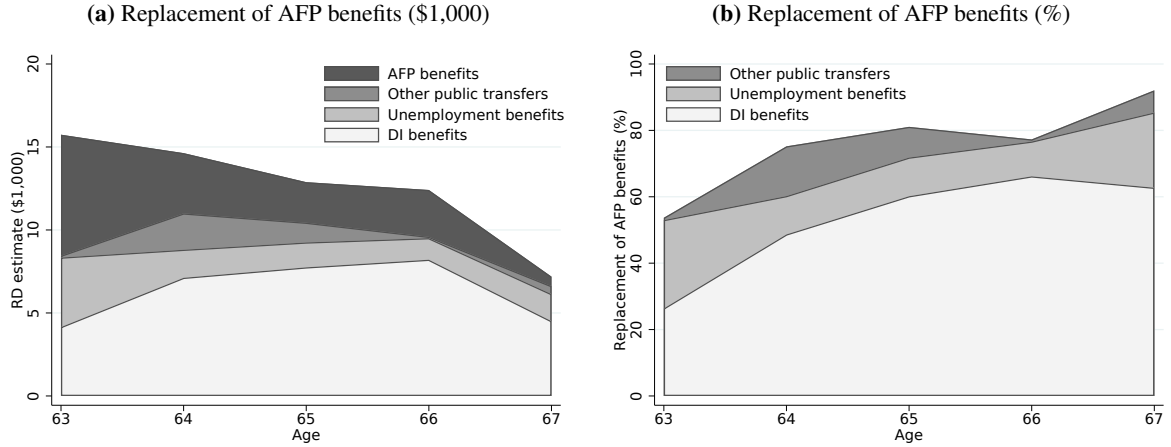 (a) Replacement of AFP benefits ($1,000)
RD estimate ($1,000)
20
15
10
5
0
AFP benefits
Other public transfers
Unemployment benefits
DI benefits
63 64 65 66 67
Age
(b) Replacement of AFP benefits (%)
Replacement of AFP benefits (%)
100
80
60
40
20
0
Other public transfers
Unemployment benefits
DI benefits
63 64 65 66 67
Age